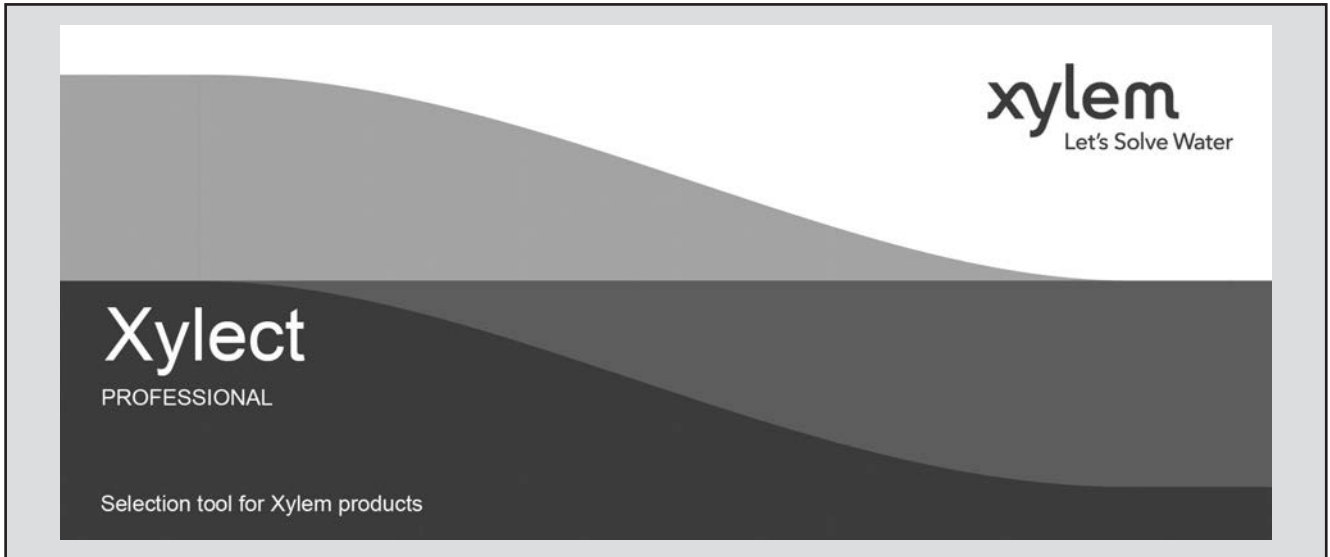 xylem
Let's Solve Water
Xylect
PROFESSIONAL
Selection tool for Xylem products